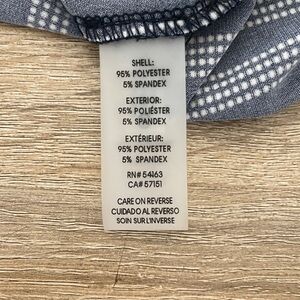 SHELL:
95% POLYESTER
5% SPANDEX
EXTERIOR:
95% POLIÉSTER
5% SPANDEX
EXTÉRIEUR:
95% POLYESTER
5% SPANDEX
RN# 54163
CA# 57151
CARE ON REVERSE
CUIDADO AL REVERSO
SOIN SUR L'INVERSE